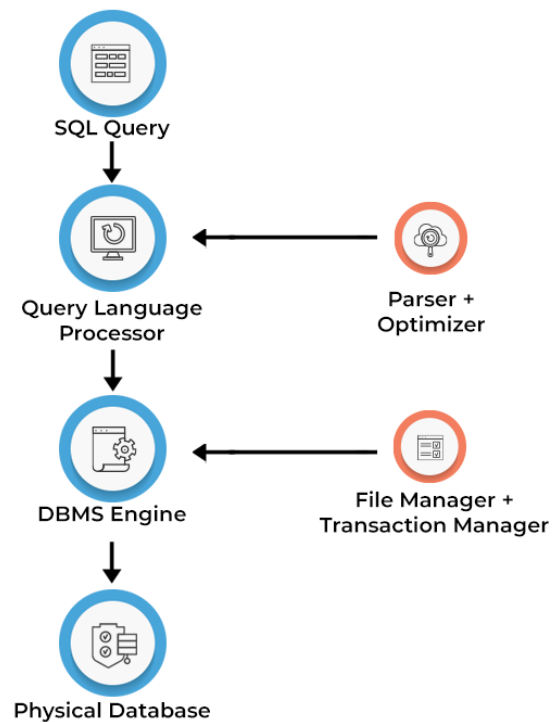 SQL Query
Query Language
Processor
Parser +
Optimizer
DBMS Engine
File Manager +
Transaction Manager
Physical Database